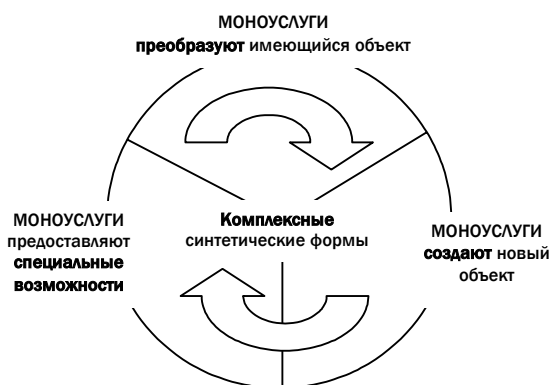 МОНОУСЛУГИ
преобразуют имеющийся объект
МОНОУСЛУГИ
предоставляют
специальные
возможности
Комплексные
синтетические формы
МОНОУСЛУГИ
создают новый
объект